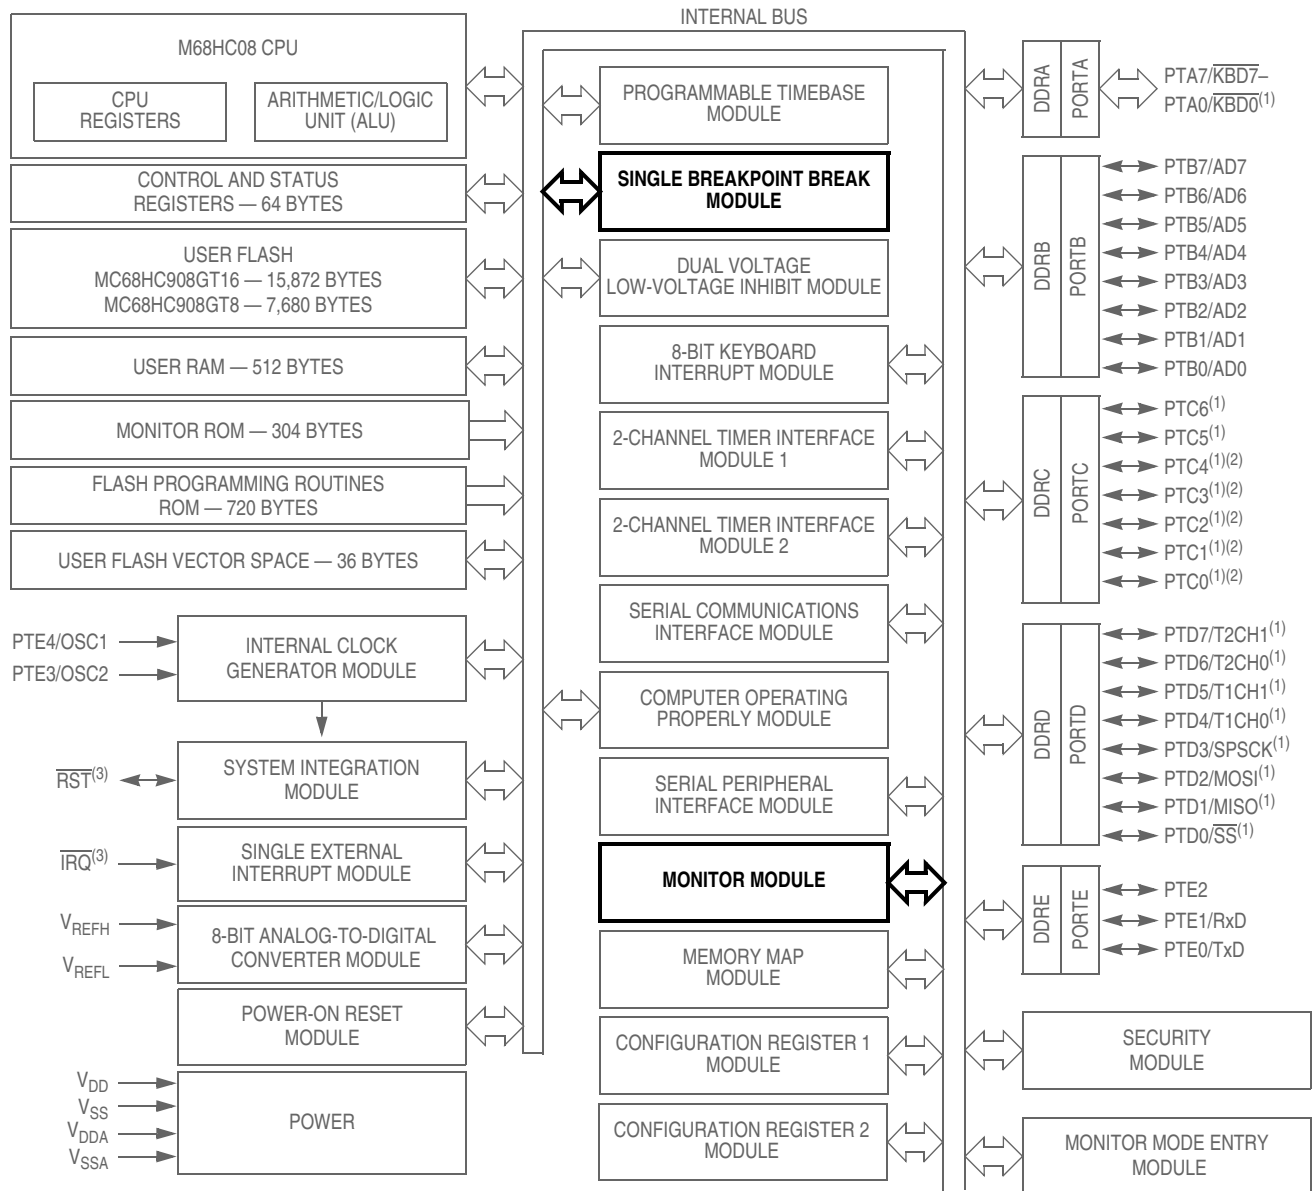 INTERNAL BUS
M68HC08 CPU
CPU
REGISTERS
ARITHMETIC/LOGIC
UNIT (ALU)
CONTROL AND STATUS
REGISTERS — 64 BYTES
USER FLASH
MC68HC908GT16 — 15,872 BYTES
MC68HC908GT8 — 7,680 BYTES
USER RAM — 512 BYTES
MONITOR ROM — 304 BYTES
FLASH PROGRAMMING ROUTINES
ROM — 720 BYTES
USER FLASH VECTOR SPACE — 36 BYTES
PTE4/OSC1
PTE3/OSC2
INTERNAL CLOCK
GENERATOR MODULE
RST(3)
SYSTEM INTEGRATION
MODULE
IRQ(3)
SINGLE EXTERNAL
INTERRUPT MODULE
VREFH
VREFL
8-BIT ANALOG-TO-DIGITAL
CONVERTER MODULE
POWER-ON RESET
MODULE
VDD
VSS
VDDA
VSSA
POWER
PROGRAMMABLE TIMEBASE
MODULE
SINGLE BREAKPOINT BREAK
MODULE
DUAL VOLTAGE
LOW-VOLTAGE INHIBIT MODULE
8-BIT KEYBOARD
INTERRUPT MODULE
2-CHANNEL TIMER INTERFACE
MODULE 1
2-CHANNEL TIMER INTERFACE
MODULE 2
SERIAL COMMUNICATIONS
INTERFACE MODULE
COMPUTER OPERATING
PROPERLY MODULE
SERIAL PERIPHERAL
INTERFACE MODULE
MONITOR MODULE
MEMORY MAP
MODULE
CONFIGURATION REGISTER 1
MODULE
CONFIGURATION REGISTER 2
MODULE
DDRA
PORTA
PTA7/KBD7–
PTA0/KBD0(1)
DDRB
PORTB
PTB7/AD7
PTB6/AD6
PTB5/AD5
PTB4/AD4
PTB3/AD3
PTB2/AD2
PTB1/AD1
PTB0/AD0
DDRC
PORTC
PTC6(1)
PTC5(1)
PTC4(1)(2)
PTC3(1)(2)
PTC2(1)(2)
PTC1(1)(2)
PTC0(1)(2)
DDRD
PORTD
PTD7/T2CH1(1)
PTD6/T2CH0(1)
PTD5/T1CH1(1)
PTD4/T1CH0(1)
PTD3/SPSCK(1)
PTD2/MOSI(1)
PTD1/MISO(1)
PTD0/SS(1)
DDRE
PORTE
PTE2
PTE1/RxD
PTE0/TxD
SECURITY
MODULE
MONITOR MODE ENTRY
MODULE